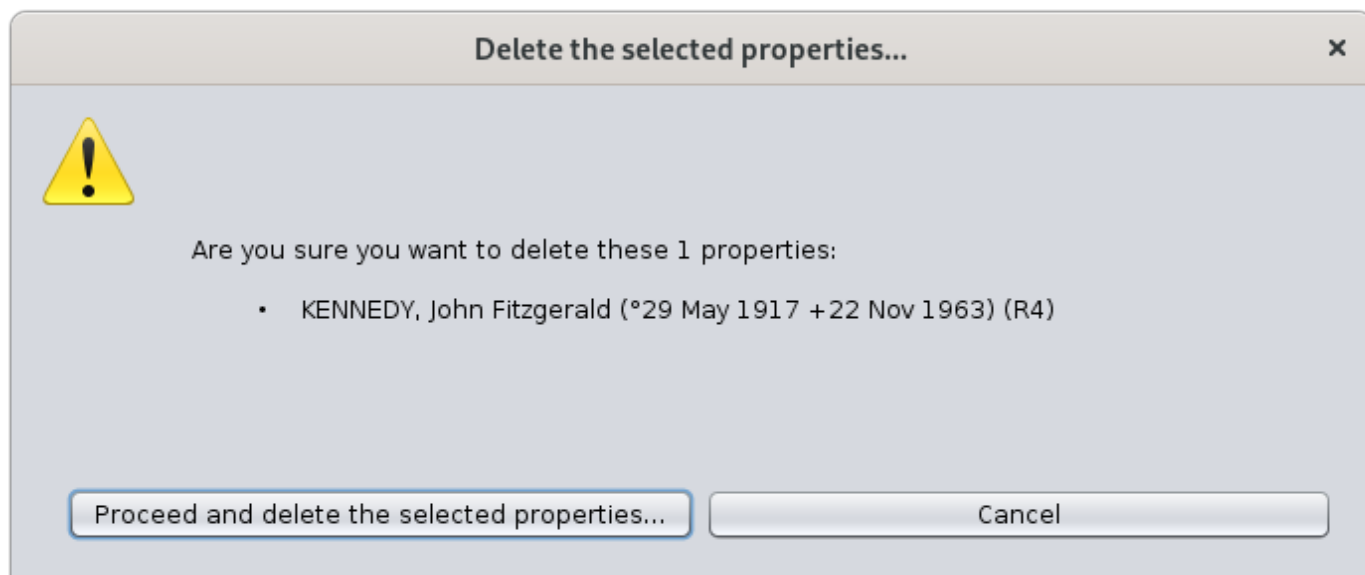 Delete the selected properties...
Are you sure you want to delete these 1 properties:
• KENNEDY, John Fitzgerald (°29 May 1917 +22 Nov 1963) (R4)
Proceed and delete the selected properties... Cancel